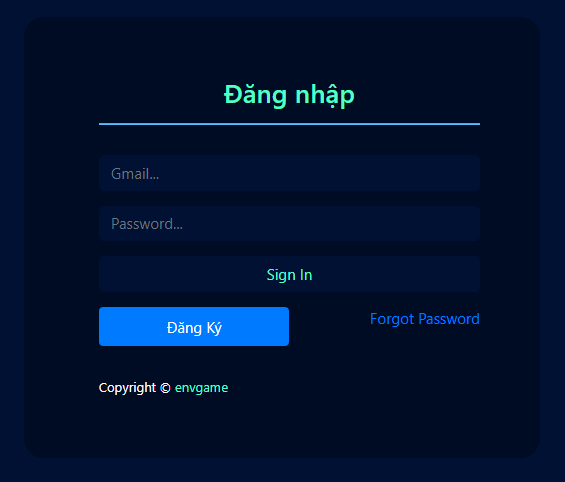 Đăng nhập
Gmail...
Password...
Sign In
Đăng Ký
Forgot Password
Copyright © envgame